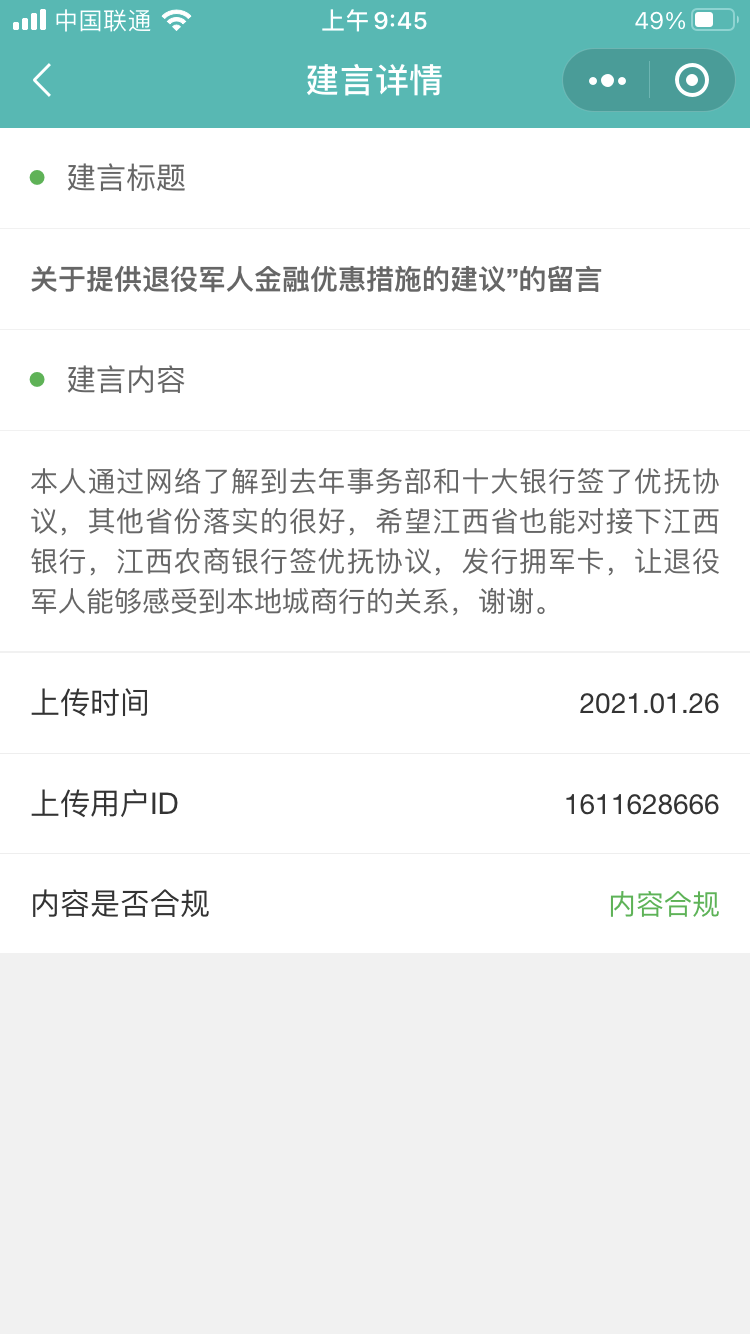 中国联通 上午9:45 49%
建言详情
建言标题
关于提供退役军人金融优惠措施的建议”的留言
建言内容
本人通过网络了解到去年事务部和十大银行签了优抚协
议，其他省份落实的很好，希望江西省也能对接下江西
银行，江西农商银行签优抚协议，发行拥军卡，让退役
军人能够感受到本地城商行的关系，谢谢。
上传时间 2021.01.26
上传用户ID 1611628666
内容是否合规 内容合规